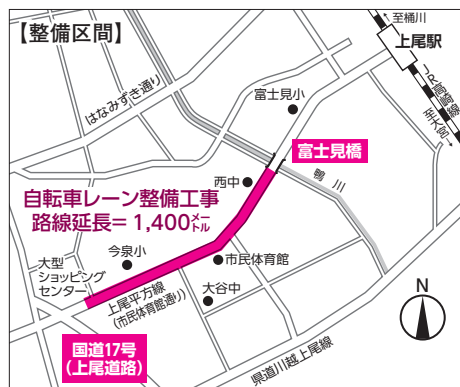 【整備区間】
←至桶川
上尾駅
JR高崎線
至大宮→
はなみずき通り
富士見小
富士見橋
西中
鴨川
自転車レーン整備工事
路線延長＝1,400メートル
今泉小
大型
ショッピング
センター
市民体育館
上尾平方線
（市民体育館通り）
大谷中
国道17号
（上尾道路）
県道川越上尾線
N